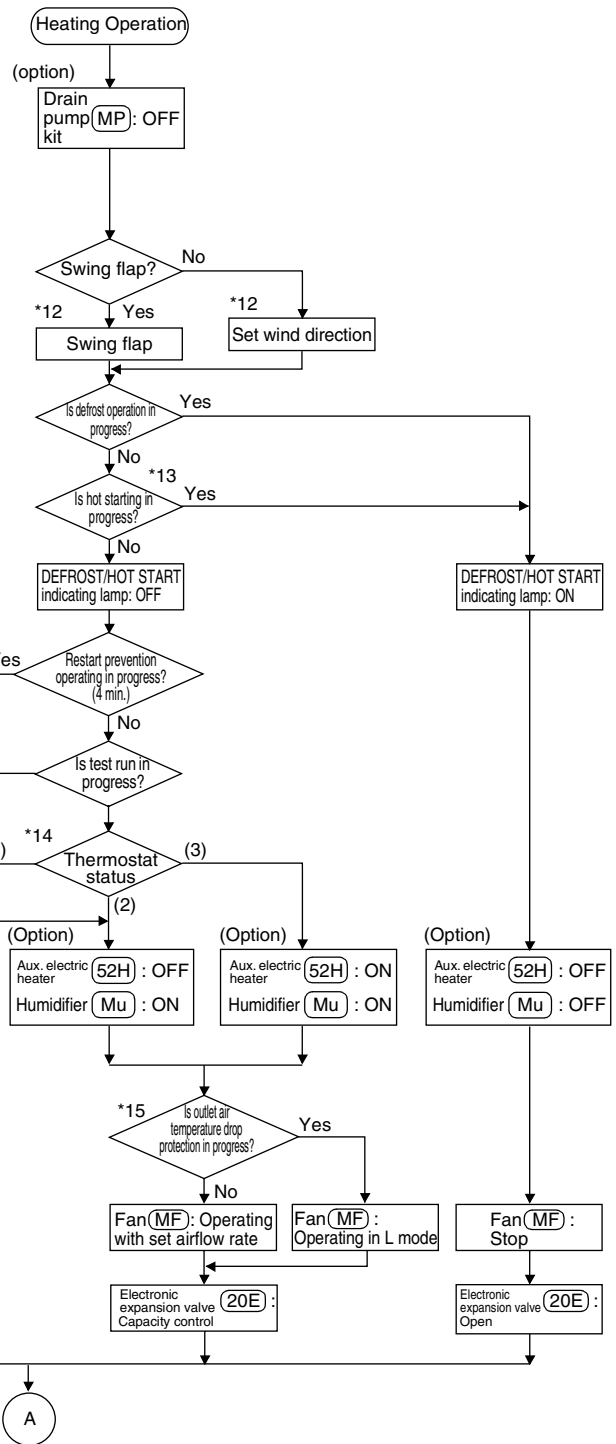 Heating Operation
(option)
Drain
pump MP : OFF
kit
Swing flap?
No
*12
Yes
*12
Swing flap
Set wind direction
Is defrost operation in
progress?
Yes
No
*13
Is hot starting in
progress?
Yes
No
DEFROST/HOT START
indicating lamp: OFF
DEFROST/HOT START
indicating lamp: ON
Restart prevention
operating in progress?
(4 min.)
No
Is test run in
progress?
*14
Thermostat
status
(3)
(2)
(Option)
Aux. electric
heater 52H : OFF
Humidifier Mu : ON
(Option)
Aux. electric
heater 52H : ON
Humidifier Mu : ON
(Option)
Aux. electric
heater 52H : OFF
Humidifier Mu : OFF
*15
Is outlet air
temperature drop
protection in progress?
Yes
No
Fan MF : Operating
with set airflow rate
Fan MF :
Operating in L mode
Fan MF :
Stop
Electronic
expansion valve 20E :
Capacity control
Electronic
expansion valve 20E :
Open
A